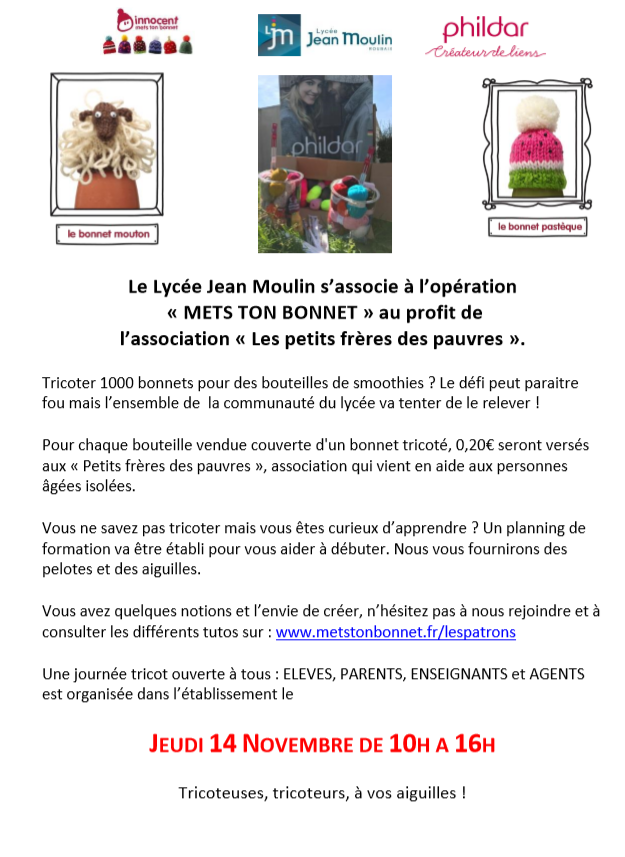 innocent
mets ton bonnet
Ljm
Lycée
Jean Moulin
ROUBAIX
phildar
Créateur de liens
phildar
le bonnet mouton
le bonnet pastèque
Le Lycée Jean Moulin s’associe à l’opération
« METS TON BONNET » au profit de
l’association « Les petits frères des pauvres ».
Tricoter 1000 bonnets pour des bouteilles de smoothies ? Le défi peut paraitre
fou mais l’ensemble de la communauté du lycée va tenter de le relever !
Pour chaque bouteille vendue couverte d'un bonnet tricoté, 0,20€ seront versés
aux « Petits frères des pauvres », association qui vient en aide aux personnes
âgées isolées.
Vous ne savez pas tricoter mais vous êtes curieux d’apprendre ? Un planning de
formation va être établi pour vous aider à débuter. Nous vous fournirons des
pelotes et des aiguilles.
Vous avez quelques notions et l’envie de créer, n’hésitez pas à nous rejoindre et à
consulter les différents tutos sur : www.metstonbonnet.fr/lespatrons
Une journée tricot ouverte à tous : ELEVES, PARENTS, ENSEIGNANTS et AGENTS
est organisée dans l’établissement le
JEUDI 14 NOVEMBRE DE 10H A 16H
Tricoteuses, tricoteurs, à vos aiguilles !